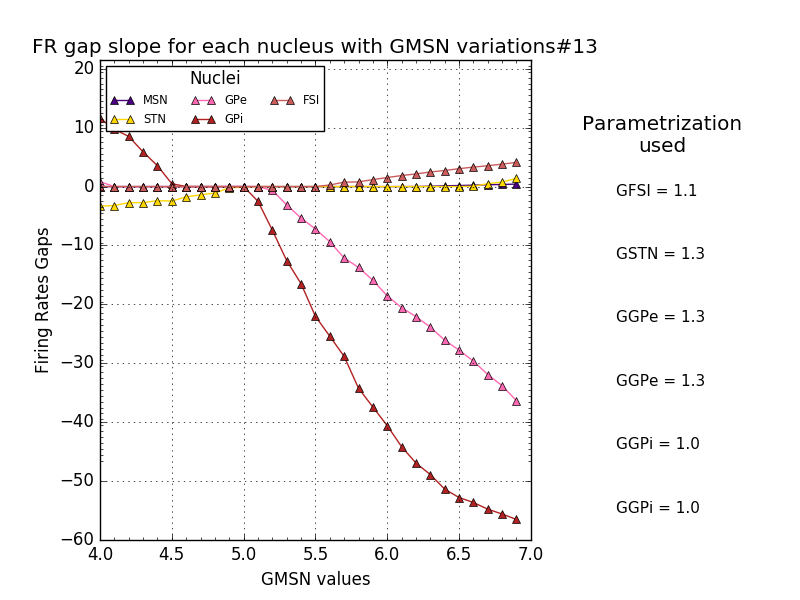 FR gap slope for each nucleus with GMSN variations#13
Nuclei
MSN GPe FSI
STN GPi
20
10
0
−10
−20
−30
−40
−50
−60
Firing Rates Gaps
4.0 4.5 5.0 5.5 6.0 6.5 7.0
GMSN values
Parametrization
used
GFSI = 1.1
GSTN = 1.3
GGPe = 1.3
GGPe = 1.3
GGPi = 1.0
GGPi = 1.0